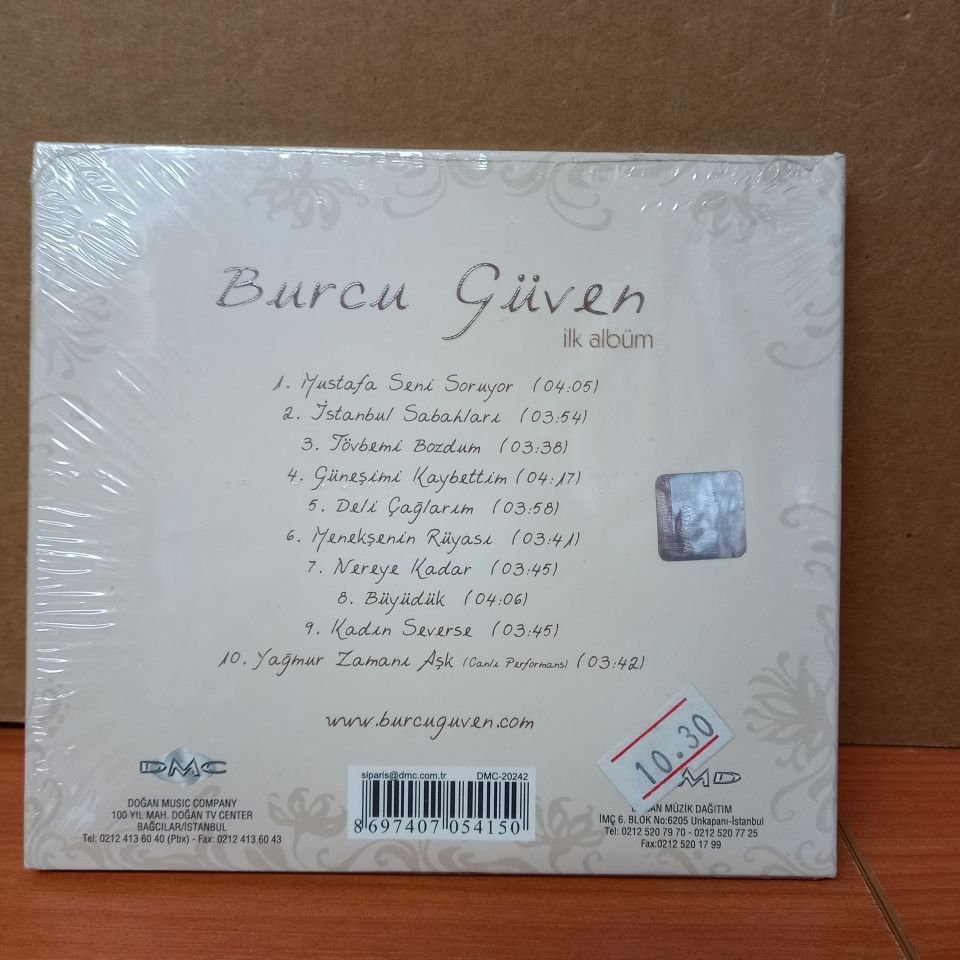 Burcu Güven
ilk albüm
1. Mustafa Seni Soruyor (04:05)
2. İstanbul Sabahları (03:54)
3. Tövbemi Bozdum (03:38)
4. Güneşimi Kaybettim (04:17)
5. Deli Çağlarım (03:58)
6. Menekşenin Rüyası (03:41)
7. Nereye Kadar (03:45)
8. Büyüdük (04:06)
9. Kadın Severse (03:45)
10. Yağmur Zamanı Aşk (Canlı Performans) (03:42)
www.burcuguven.com
10.30
DMC
DOĞAN MUSIC COMPANY
100 YIL MAH. DOĞAN TV CENTER
BAĞCILAR/İSTANBUL
Tel: 0212 413 60 40 (Pbx) - Fax: 0212 413 60 43
siparis@dmc.com.tr DMC-20242
8 697407 054150
MD
MÜZİK DAĞITIM
İMÇ 6. BLOK No:6205 Unkapanı-İstanbul
Tel: 0212 520 79 70 - 0212 520 77 25
Fax:0212 520 17 99